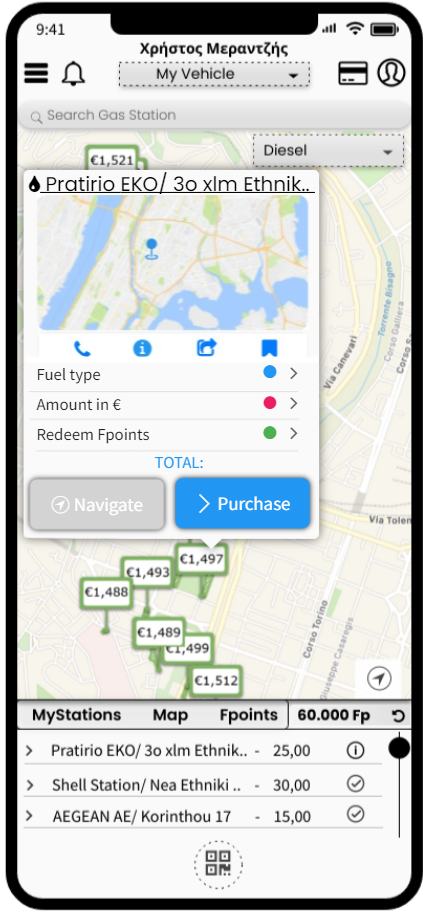 9:41
Χρήστος Μεραντζής
My Vehicle
Search Gas Station
Diesel
€1,521
Pratirio EKO/ 3o xlm Ethnik..
Torrente Bisagno
Corso Galliera
Corso S
Via Canevari
Fuel type
Amount in €
Redeem Fpoints
TOTAL:
Navigate
Purchase
Via Tolem
€1,497
€1,493
€1,488
€1,489
€1,499
€1,512
Corso Torino
Giuseppe Casaregis
MyStations Map Fpoints 60.000 Fp
Pratirio EKO/ 3o xlm Ethnik.. - 25,00
Shell Station/ Nea Ethniki .. - 30,00
AEGEAN AE/ Korinthou 17 - 15,00